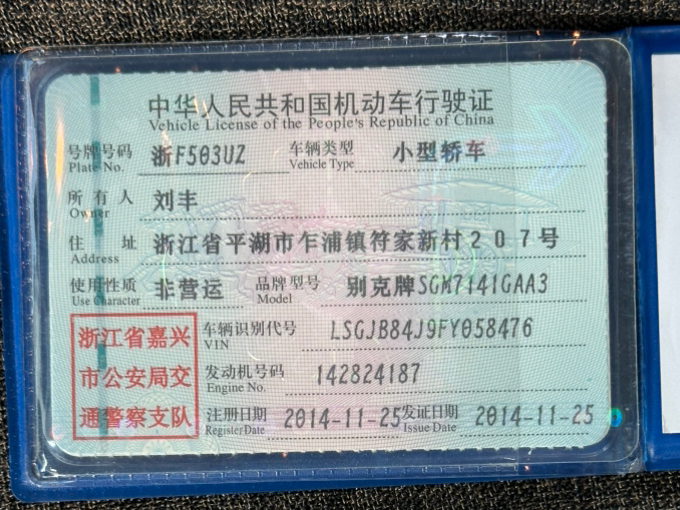 中华人民共和国机动车行驶证
Vehicle License of the People's Republic of China
号牌号码 浙F503UZ 车辆类型 小型轿车
Plate No. Vehicle Type
所有人 刘丰
Owner
住址 浙江省平湖市乍浦镇符家新村207号
Address
使用性质 非营运 品牌型号 别克牌SGM7141GAA3
Use Character Model
浙江省嘉兴
市公安局交
通警察支队
车辆识别代号 LSGJB84J9FY058476
VIN
发动机号码 142824187
Engine No.
注册日期 2014-11-25 发证日期 2014-11-25
Register Date Issue Date